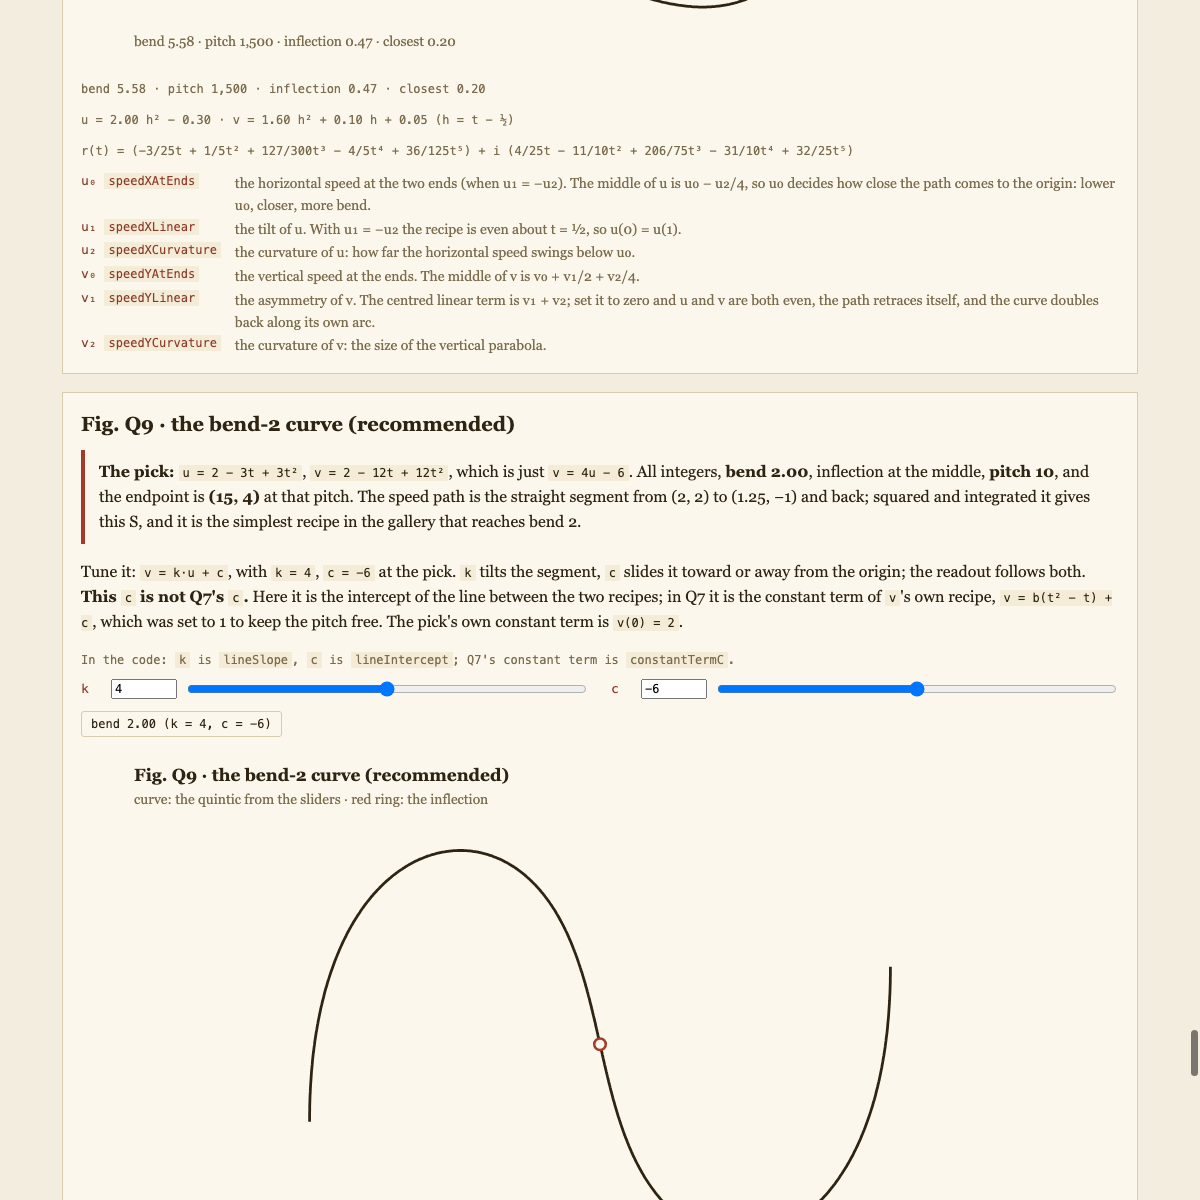 bend 5.58 · pitch 1,500 · inflection 0.47 · closest 0.20
bend 5.58 · pitch 1,500 · inflection 0.47 · closest 0.20
u = 2.00 h² − 0.30 · v = 1.60 h² + 0.10 h + 0.05 (h = t − ½)
r(t) = (−3/25t + 1/5t² + 127/300t³ − 4/5t⁴ + 36/125t⁵) + i (4/25t − 11/10t² + 206/75t³ − 31/10t⁴ + 32/25t⁵)
u₀ speedXAtEnds the horizontal speed at the two ends (when u₁ = −u₂). The middle of u is u₀ − u₂/4, so u₀ decides how close the path comes to the origin: lower
u₀, closer, more bend.
u₁ speedXLinear the tilt of u. With u₁ = −u₂ the recipe is even about t = ½, so u(0) = u(1).
u₂ speedXCurvature the curvature of u: how far the horizontal speed swings below u₀.
v₀ speedYAtEnds the vertical speed at the ends. The middle of v is v₀ + v₁/2 + v₂/4.
v₁ speedYLinear the asymmetry of v. The centred linear term is v₁ + v₂; set it to zero and u and v are both even, the path retraces itself, and the curve doubles
back along its own arc.
v₂ speedYCurvature the curvature of v: the size of the vertical parabola.
Fig. Q9 · the bend-2 curve (recommended)
The pick: u = 2 − 3t + 3t², v = 2 − 12t + 12t², which is just v = 4u − 6. All integers, bend 2.00, inflection at the middle, pitch 10, and
the endpoint is (15, 4) at that pitch. The speed path is the straight segment from (2, 2) to (1.25, −1) and back; squared and integrated it gives
this S, and it is the simplest recipe in the gallery that reaches bend 2.
Tune it: v = k·u + c, with k = 4, c = −6 at the pick. k tilts the segment, c slides it toward or away from the origin; the readout follows both.
This c is not Q7's c. Here it is the intercept of the line between the two recipes; in Q7 it is the constant term of v's own recipe, v = b(t² − t) +
c, which was set to 1 to keep the pitch free. The pick's own constant term is v(0) = 2.
In the code: k is lineSlope, c is lineIntercept; Q7's constant term is constantTermC.
k 4 c −6
bend 2.00 (k = 4, c = −6)
Fig. Q9 · the bend-2 curve (recommended)
curve: the quintic from the sliders · red ring: the inflection